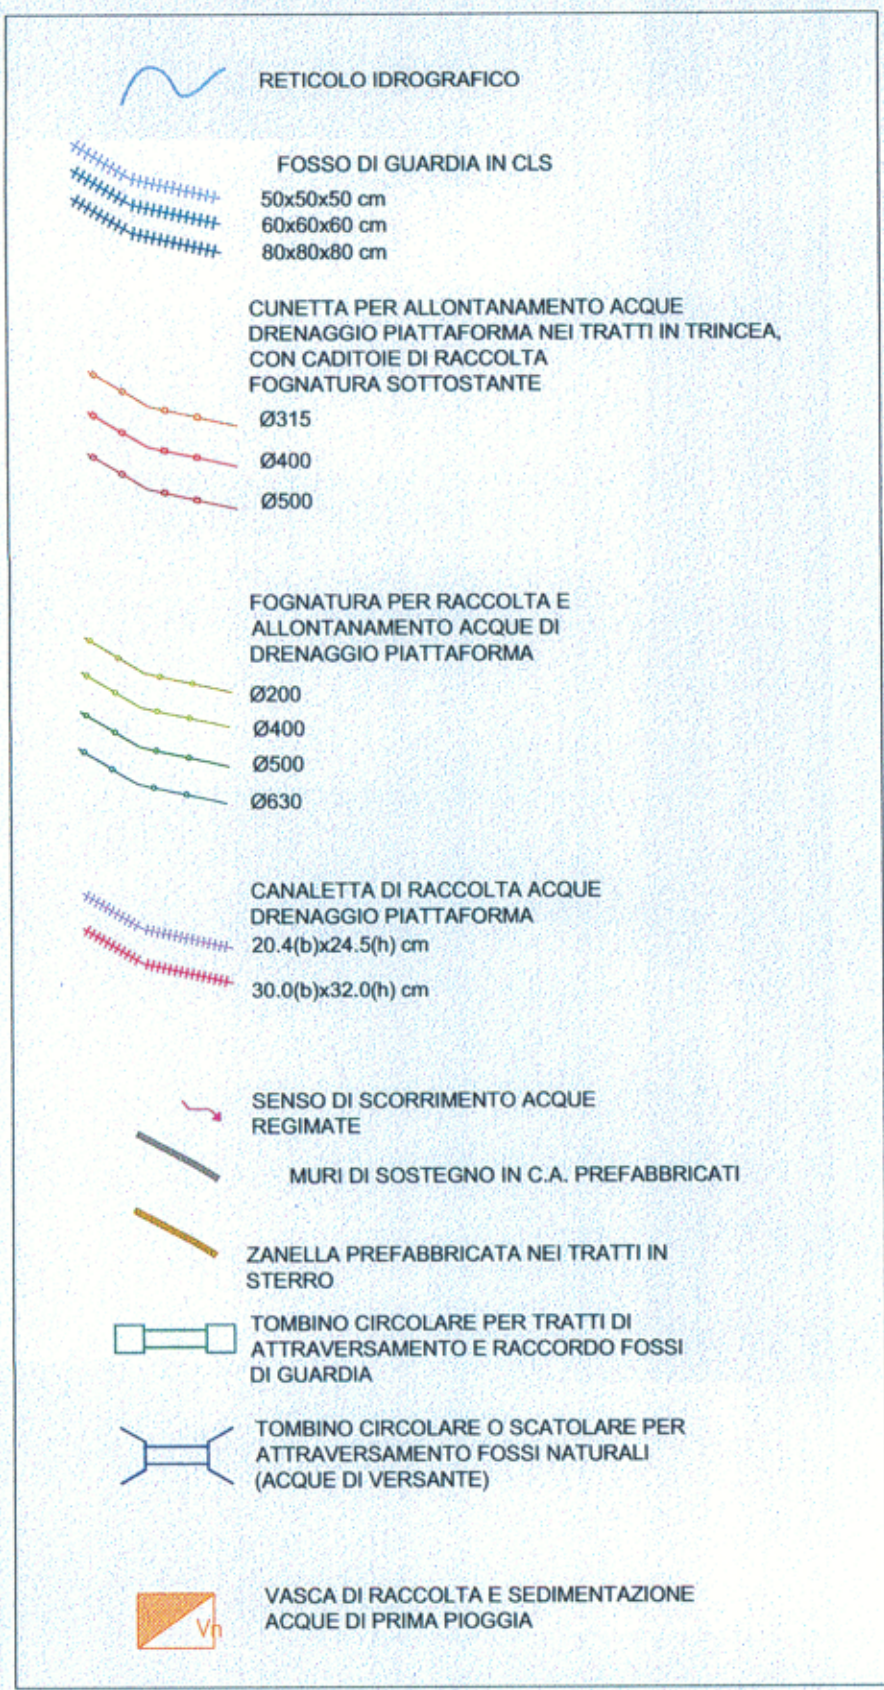 RETICOLO IDROGRAFICO
FOSSO DI GUARDIA IN CLS
50x50x50 cm
60x60x60 cm
80x80x80 cm
CUNETTA PER ALLONTANAMENTO ACQUE
DRENAGGIO PIATTAFORMA NEI TRATTI IN TRINCEA,
CON CADITOIE DI RACCOLTA
FOGNATURA SOTTOSTANTE
Ø315
Ø400
Ø500
FOGNATURA PER RACCOLTA E
ALLONTANAMENTO ACQUE DI
DRENAGGIO PIATTAFORMA
Ø200
Ø400
Ø500
Ø630
CANALETTA DI RACCOLTA ACQUE
DRENAGGIO PIATTAFORMA
20.4(b)x24.5(h) cm
30.0(b)x32.0(h) cm
SENSO DI SCORRIMENTO ACQUE
REGIMATE
MURI DI SOSTEGNO IN C.A. PREFABBRICATI
ZANELLA PREFABBRICATA NEI TRATTI IN
STERRO
TOMBINO CIRCOLARE PER TRATTI DI
ATTRAVERSAMENTO E RACCORDO FOSSI
DI GUARDIA
TOMBINO CIRCOLARE O SCATOLARE PER
ATTRAVERSAMENTO FOSSI NATURALI
(ACQUE DI VERSANTE)
VASCA DI RACCOLTA E SEDIMENTAZIONE
ACQUE DI PRIMA PIOGGIA
Vn